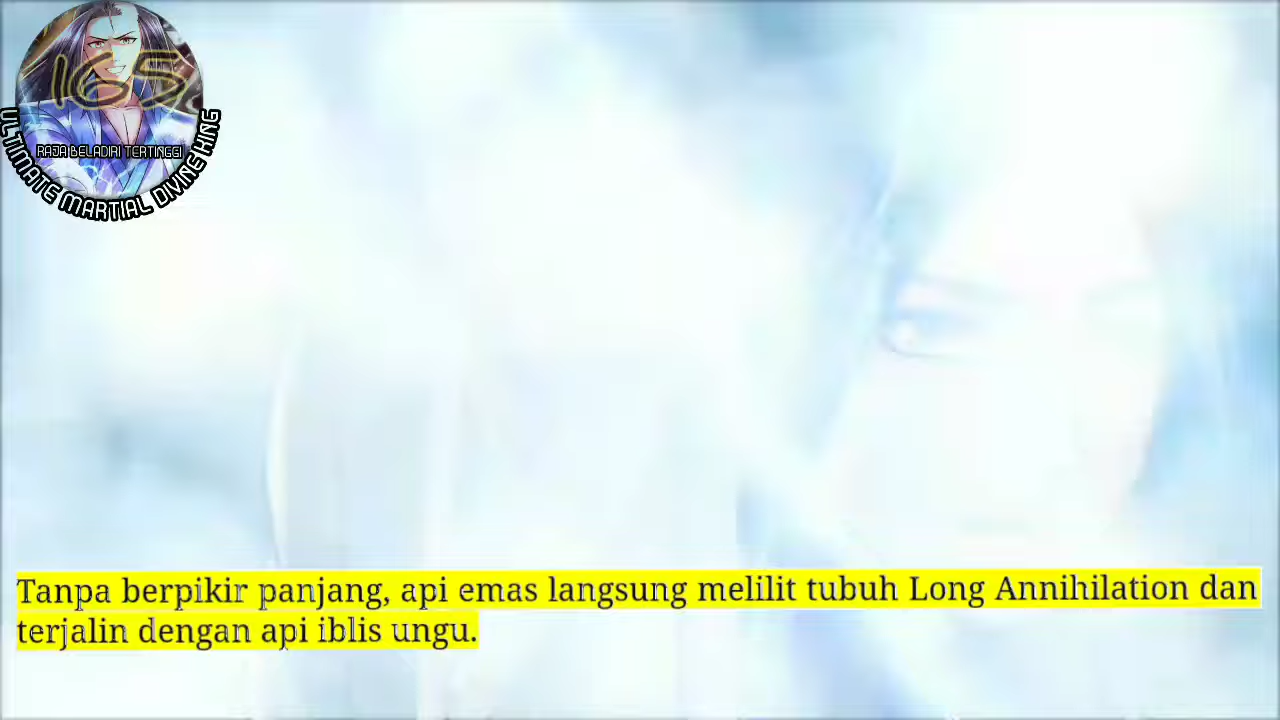 165
RAJA BELADIRI TERTINGGI
ULTIMATE MARTIAL DIVINE KING
Tanpa berpikir panjang, api emas langsung melilit tubuh Long Annihilation dan
terjalin dengan api iblis ungu.